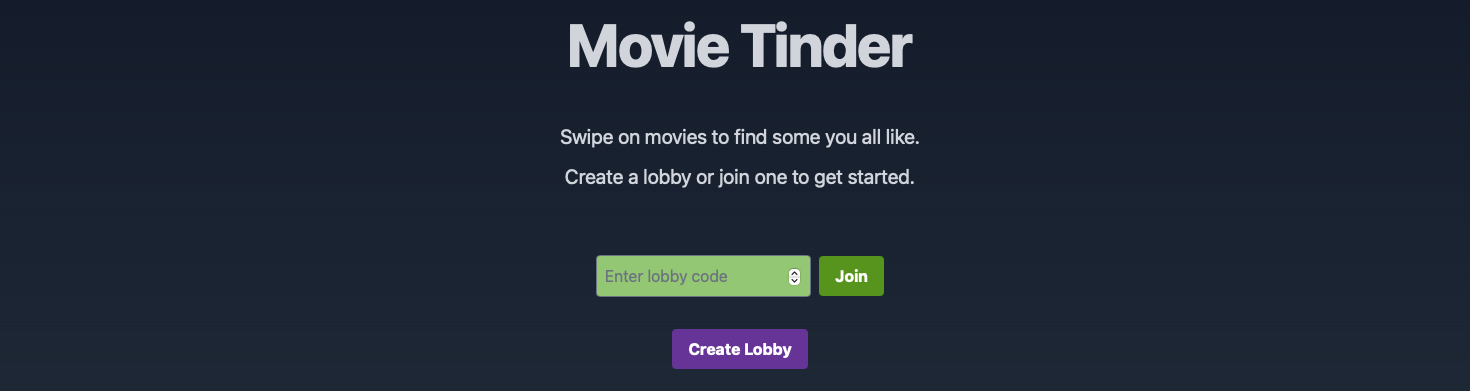 Movie Tinder
Swipe on movies to find some you all like.
Create a lobby or join one to get started.
Enter lobby code
Join
Create Lobby